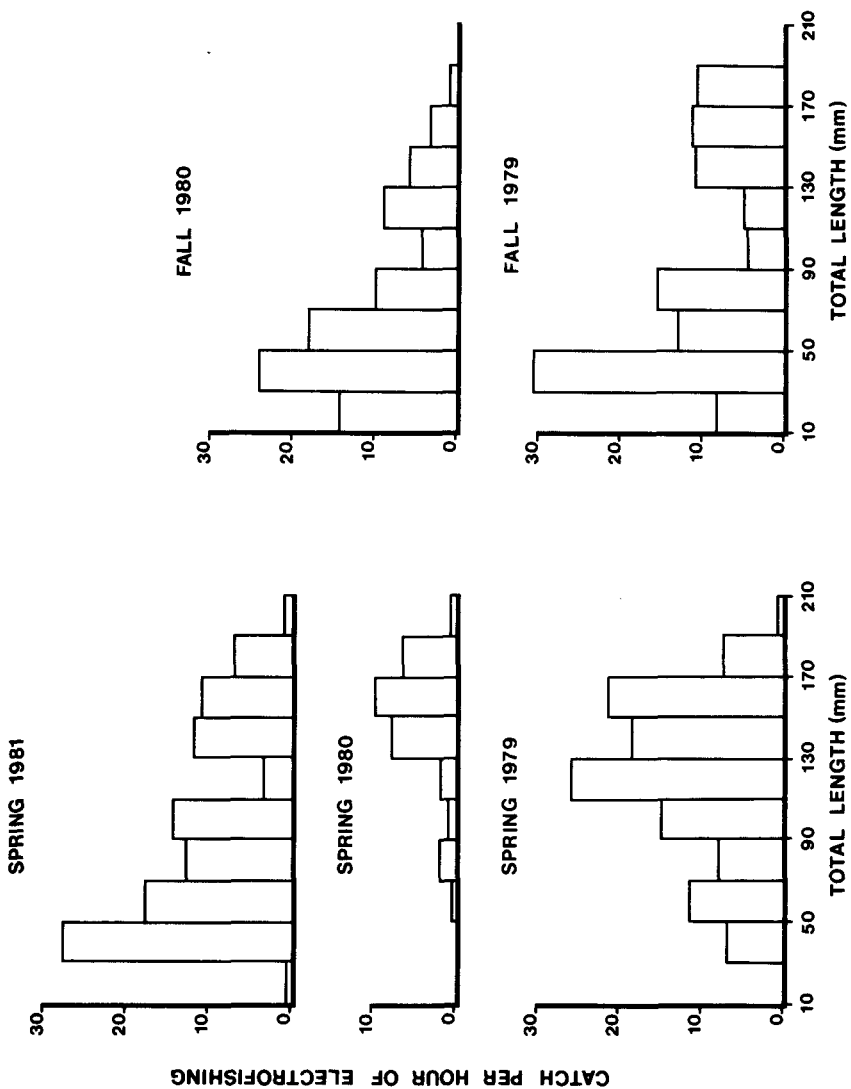 CATCH PER HOUR OF ELECTROFISHING
SPRING 1981
30
20
10
0
SPRING 1980
10
0
SPRING 1979
30
20
10
0
10 50 90 130 170 210
TOTAL LENGTH (mm)
FALL 1980
30
20
10
0
FALL 1979
30
20
10
0
10 50 90 130 170 210
TOTAL LENGTH (mm)